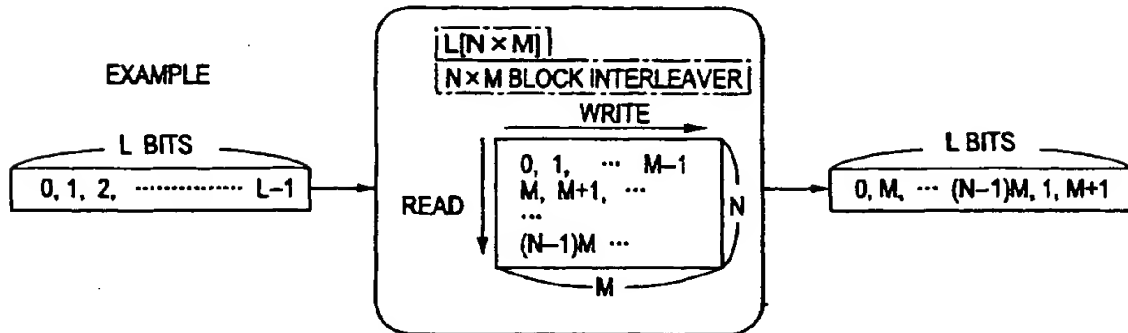 EXAMPLE
L BITS
0, 1, 2, ················ L–1
L[N × M]
N × M BLOCK INTERLEAVER
WRITE
READ
0, 1, ··· M–1
M, M+1, ···
···
(N–1)M ···
N
M
L BITS
0, M, ··· (N–1)M, 1, M+1